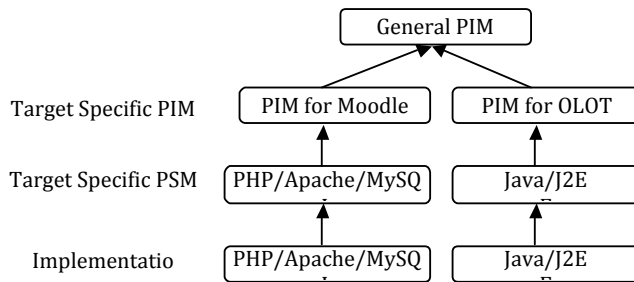 General PIM
Target Specific PIM
PIM for Moodle
PIM for OLOT
Target Specific PSM
PHP/Apache/MySQ
Java/J2E
Implementatio
PHP/Apache/MySQ
Java/J2E